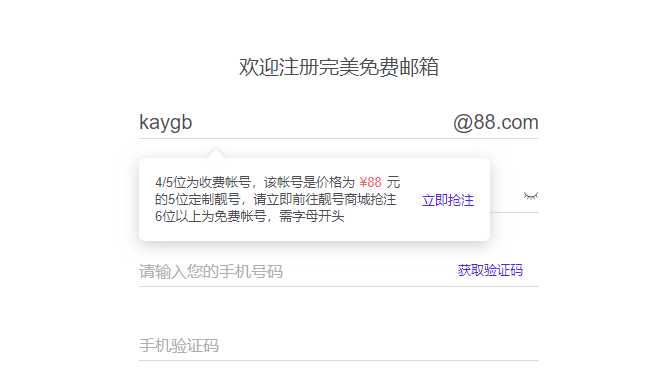 欢迎注册完美免费邮箱
kaygb @88.com
4/5位为收费帐号，该帐号是价格为 ¥88 元
的5位定制靓号，请立即前往靓号商城抢注
6位以上为免费帐号，需字母开头
立即抢注
请输入您的手机号码 获取验证码
手机验证码